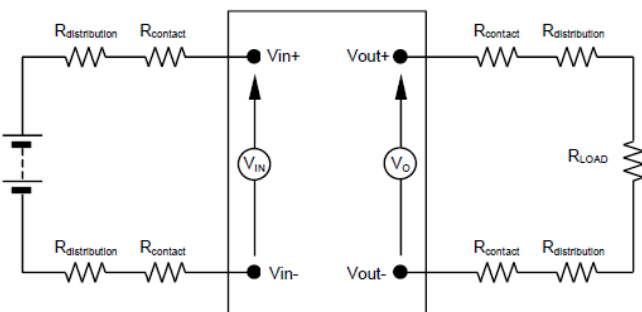 Rdistribution Rcontact Vin+ Vout+ Rcontact Rdistribution
VIN VO RLOAD
Rdistribution Rcontact Vin- Vout- Rcontact Rdistribution